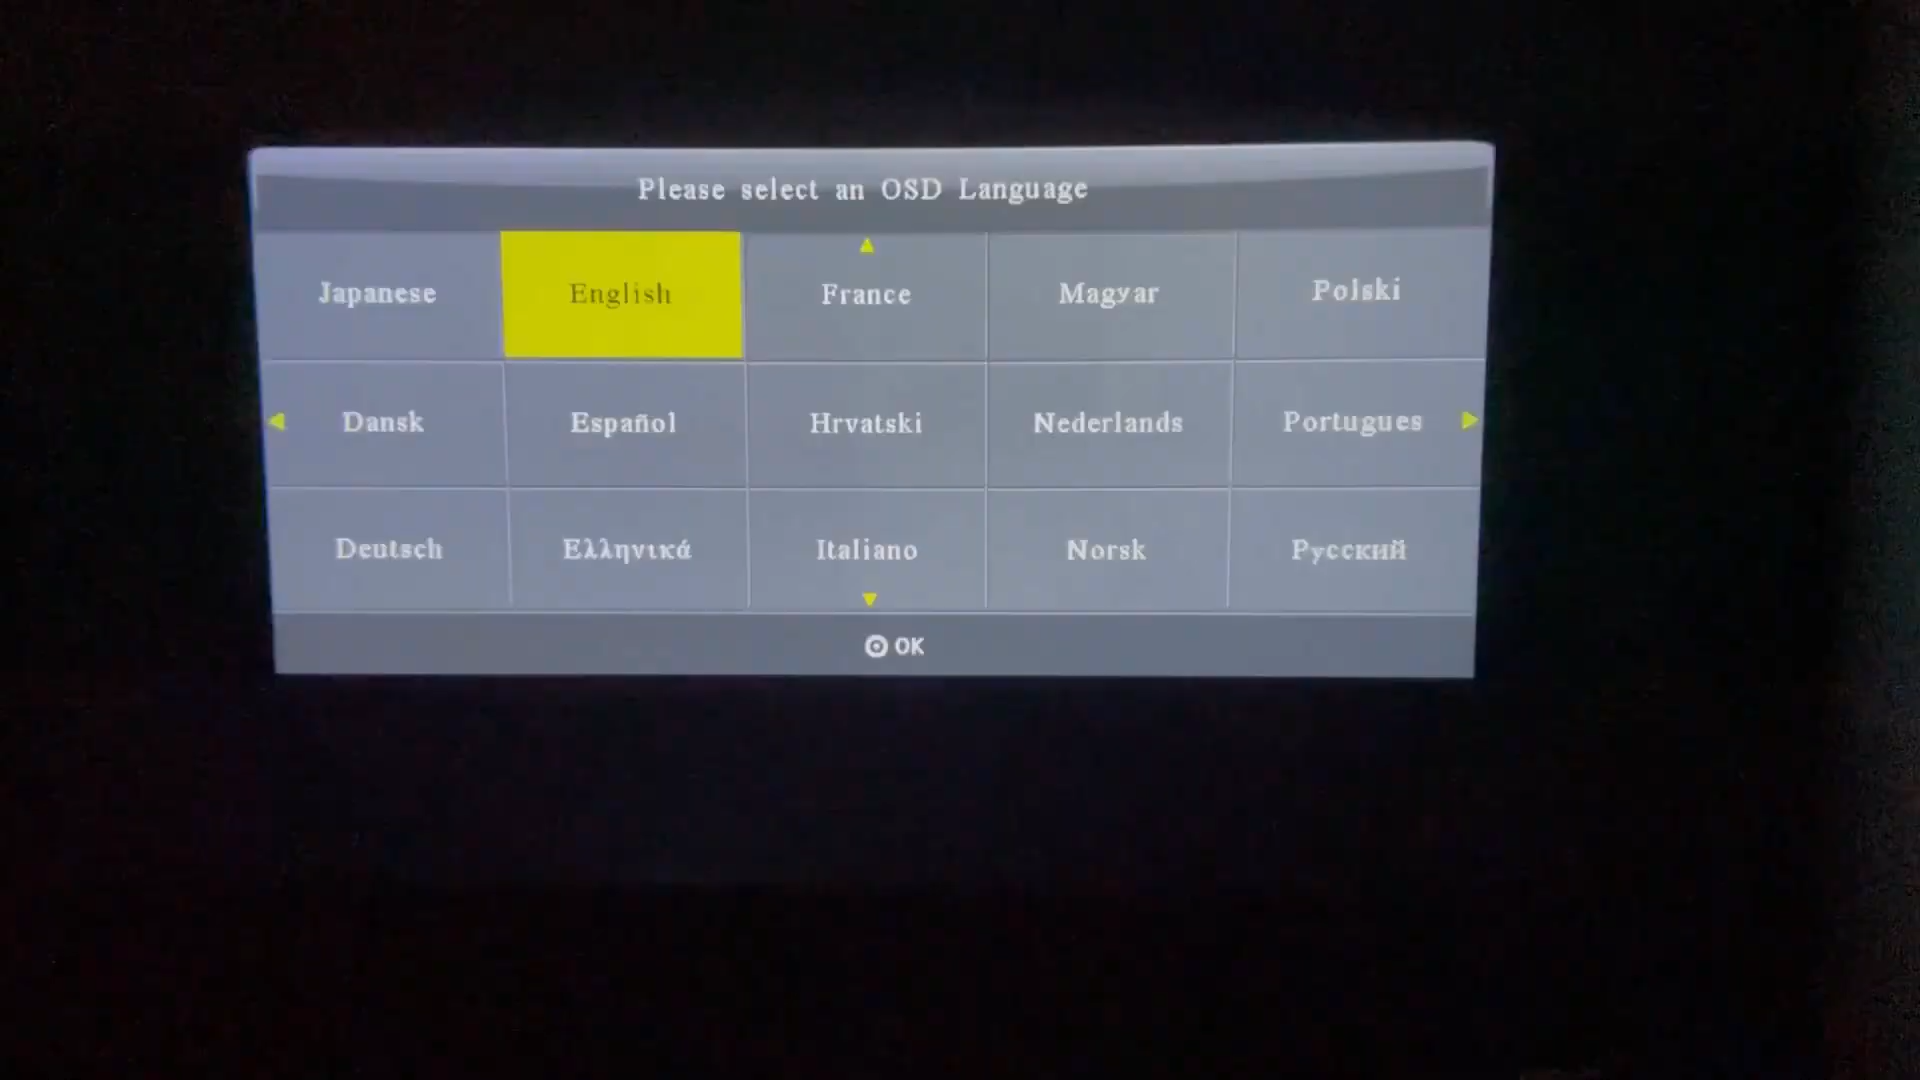 Please select an OSD Language
Japanese English France Magyar Polski
Dansk Español Hrvatski Nederlands Portugues
Deutsch Ελληνικά Italiano Norsk Русский
OK